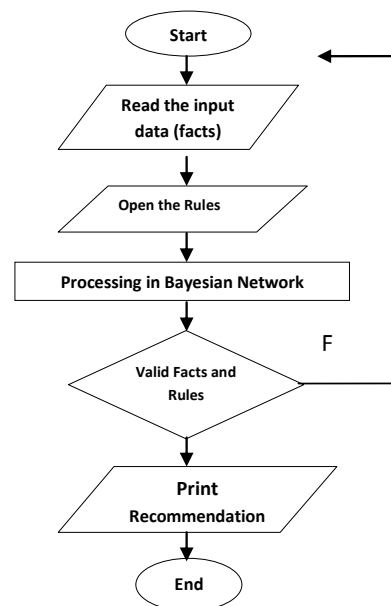 Start
Read the input
data (facts)
Open the Rules
Processing in Bayesian Network
F
Valid Facts and
Rules
Print
Recommendation
End